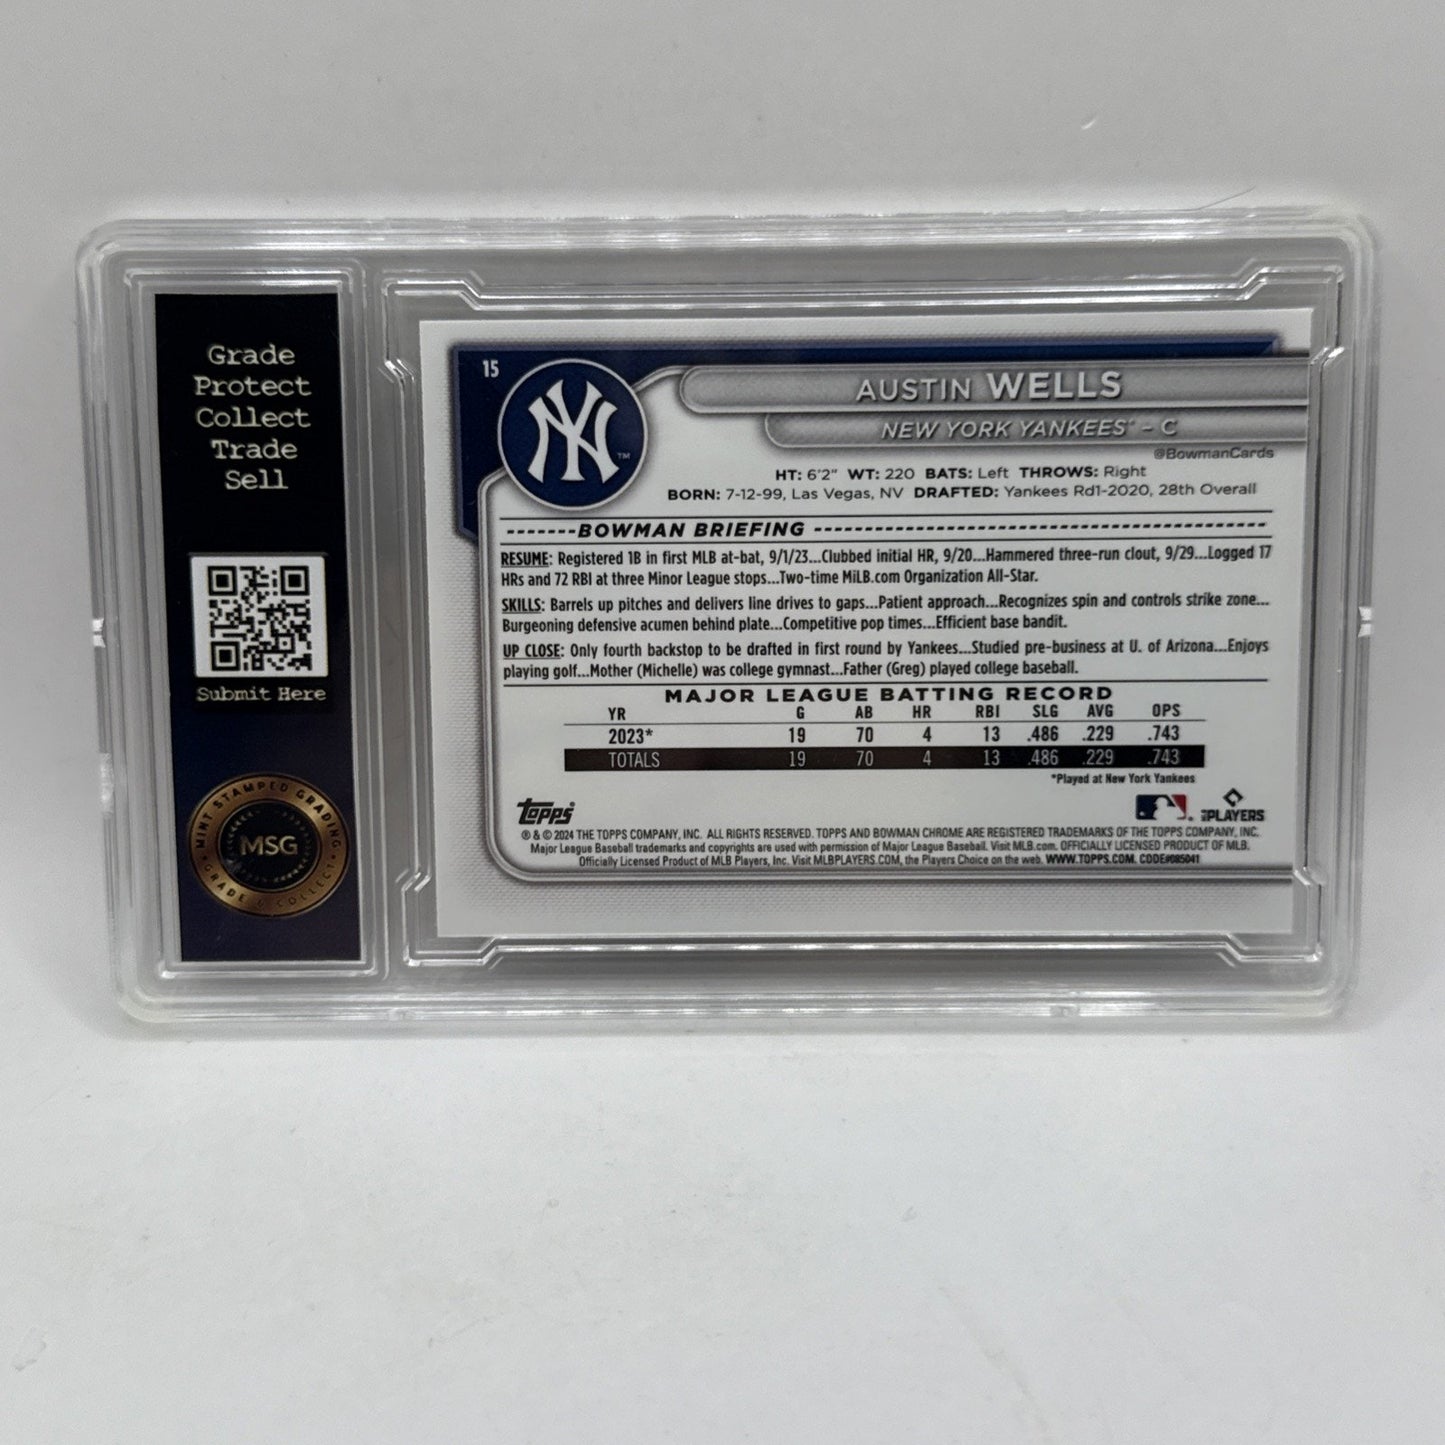 Grade
Protect
Collect
Trade
Sell
Submit Here
MINT STAMPED GRADING
MSG
GRADE & COLLECT
15
NY
TM
AUSTIN WELLS
NEW YORK YANKEES® – C
@BowmanCards
HT: 6'2" WT: 220 BATS: Left THROWS: Right
BORN: 7-12-99, Las Vegas, NV DRAFTED: Yankees Rd1-2020, 28th Overall
BOWMAN BRIEFING
RESUME: Registered 1B in first MLB at-bat, 9/1/23...Clubbed initial HR, 9/20...Hammered three-run clout, 9/29...Logged 17
HRs and 72 RBI at three Minor League stops...Two-time MiLB.com Organization All-Star.
SKILLS: Barrels up pitches and delivers line drives to gaps...Patient approach...Recognizes spin and controls strike zone...
Burgeoning defensive acumen behind plate...Competitive pop times...Efficient base bandit.
UP CLOSE: Only fourth backstop to be drafted in first round by Yankees...Studied pre-business at U. of Arizona...Enjoys
playing golf...Mother (Michelle) was college gymnast...Father (Greg) played college baseball.
MAJOR LEAGUE BATTING RECORD
YR G AB HR RBI SLG AVG OPS
2023* 19 70 4 13 .486 .229 .743
TOTALS 19 70 4 13 .486 .229 .743
*Played at New York Yankees
topps
PLAYERS
® & © 2024 THE TOPPS COMPANY, INC. ALL RIGHTS RESERVED. TOPPS AND BOWMAN CHROME ARE REGISTERED TRADEMARKS OF THE TOPPS COMPANY, INC.
Major League Baseball trademarks and copyrights are used with permission of Major League Baseball. Visit MLB.com. OFFICIALLY LICENSED PRODUCT OF MLB.
Officially Licensed Product of MLB Players, Inc. Visit MLBPLAYERS.COM, the Players Choice on the web. WWW.TOPPS.COM. CODE#085041